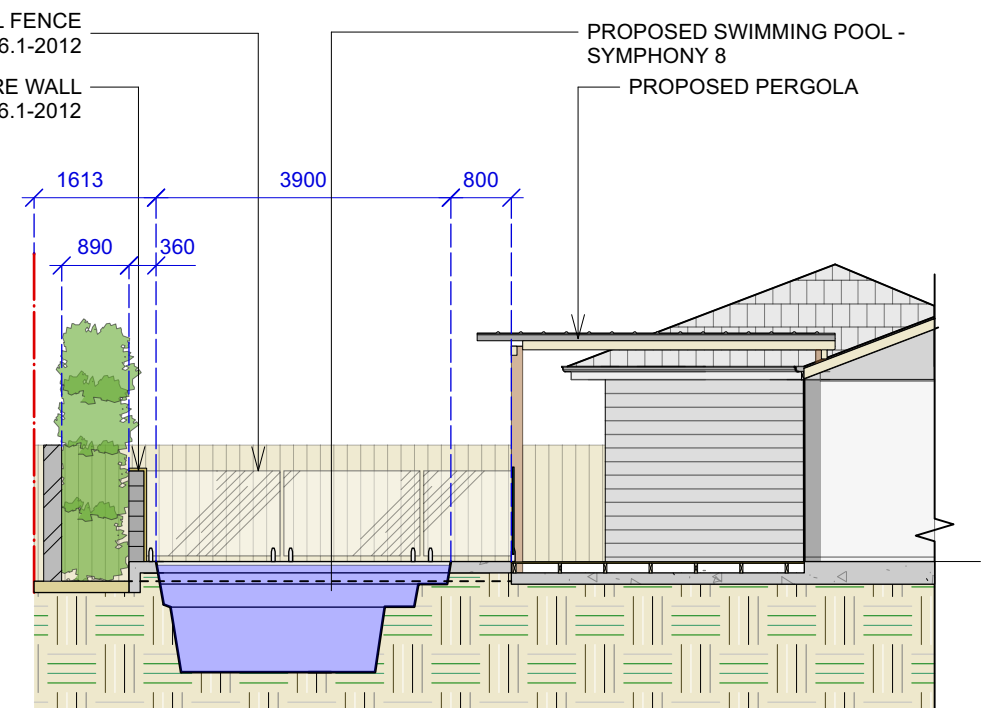 L FENCE
6.1-2012
RE WALL
6.1-2012
PROPOSED SWIMMING POOL -
SYMPHONY 8
PROPOSED PERGOLA
1613
3900
800
890
360